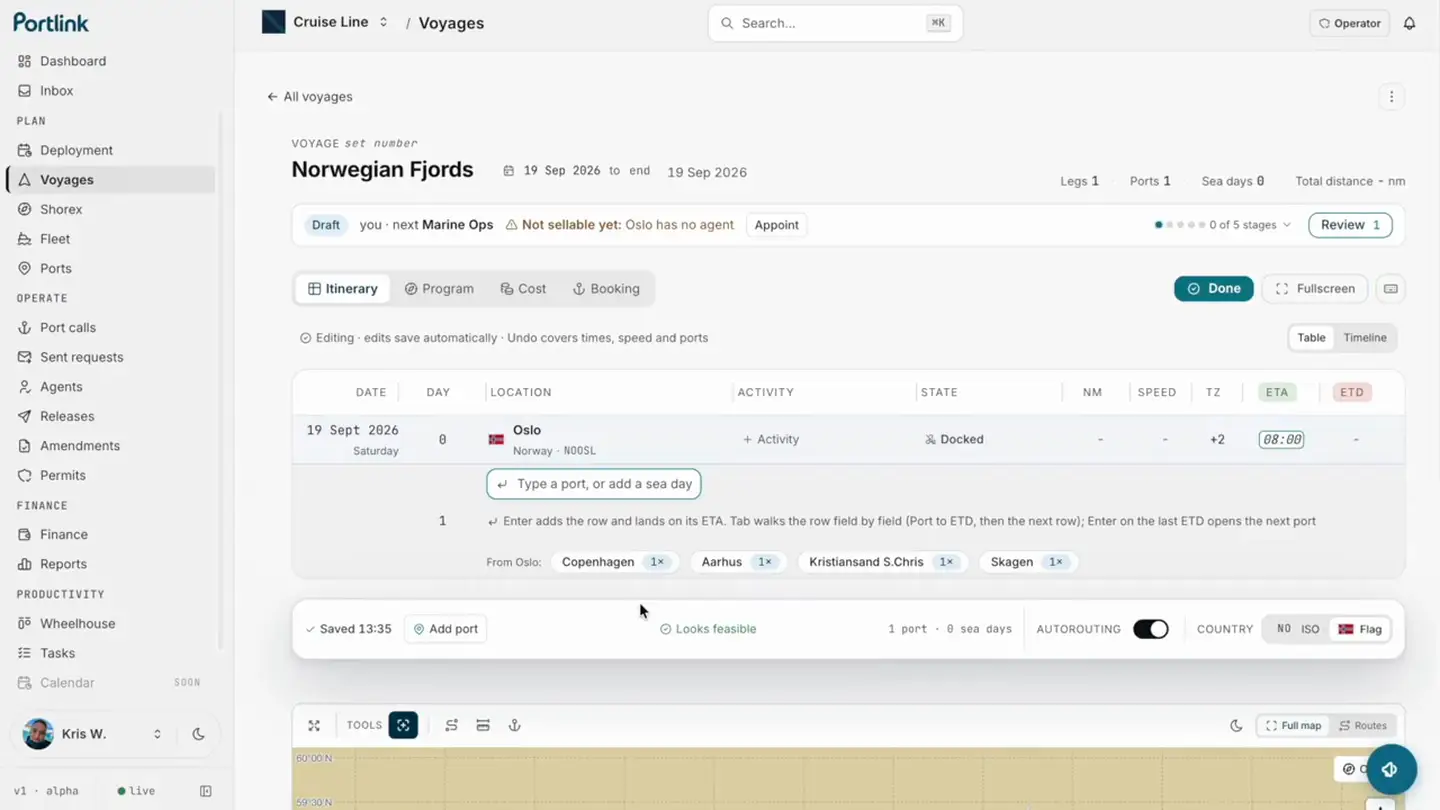 Portlink
Cruise Line / Voyages
Search... ⌘K
Operator
Dashboard
Inbox
PLAN
Deployment
Voyages
Shorex
Fleet
Ports
OPERATE
Port calls
Sent requests
Agents
Releases
Amendments
Permits
FINANCE
Finance
Reports
PRODUCTIVITY
Wheelhouse
Tasks
Calendar SOON
Kris W.
v1 · alpha live
← All voyages
VOYAGE set number
Norwegian Fjords 19 Sep 2026 to end 19 Sep 2026
Legs 1 · Ports 1 Sea days 0 Total distance - nm
Draft you · next Marine Ops Not sellable yet: Oslo has no agent Appoint
0 of 5 stages Review 1
Itinerary Program Cost Booking
Done Fullscreen
Editing · edits save automatically · Undo covers times, speed and ports
Table Timeline
DATE DAY LOCATION ACTIVITY STATE NM SPEED TZ ETA ETD
19 Sept 2026 0 Oslo + Activity Docked - - +2 08:00 -
Saturday Norway · NOOSL
↵ Type a port, or add a sea day
1 ↵ Enter adds the row and lands on its ETA. Tab walks the row field by field (Port to ETD, then the next row); Enter on the last ETD opens the next port
From Oslo: Copenhagen 1× Aarhus 1× Kristiansand S.Chris 1× Skagen 1×
Saved 13:35 Add port Looks feasible 1 port · 0 sea days AUTOROUTING COUNTRY NO ISO Flag
TOOLS Full map Routes
60°00'N
59°30'N